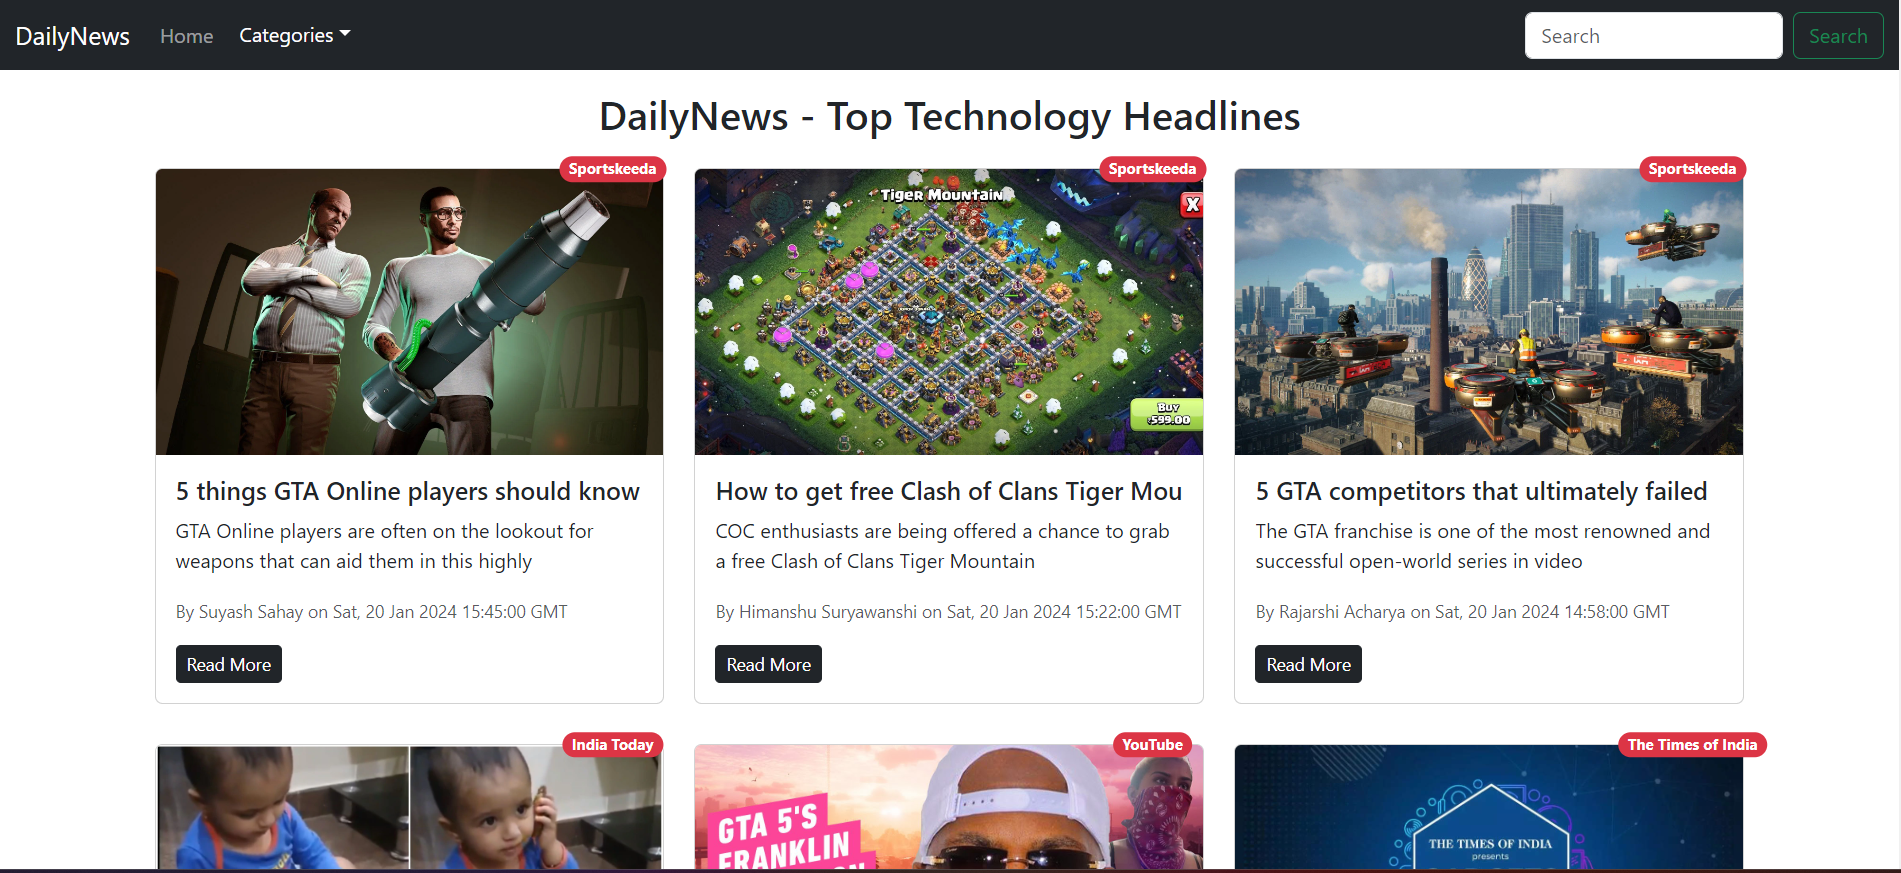 DailyNews Home Categories Search Search
DailyNews - Top Technology Headlines
Sportskeeda
5 things GTA Online players should know
GTA Online players are often on the lookout for
weapons that can aid them in this highly
By Suyash Sahay on Sat, 20 Jan 2024 15:45:00 GMT
Read More
Sportskeeda
Tiger Mountain
X
Buy
599.00
How to get free Clash of Clans Tiger Mou
COC enthusiasts are being offered a chance to grab
a free Clash of Clans Tiger Mountain
By Himanshu Suryawanshi on Sat, 20 Jan 2024 15:22:00 GMT
Read More
Sportskeeda
5 GTA competitors that ultimately failed
The GTA franchise is one of the most renowned and
successful open-world series in video
By Rajarshi Acharya on Sat, 20 Jan 2024 14:58:00 GMT
Read More
India Today
YouTube
GTA 5'S
FRANKLIN
The Times of India
THE TIMES OF INDIA
presents